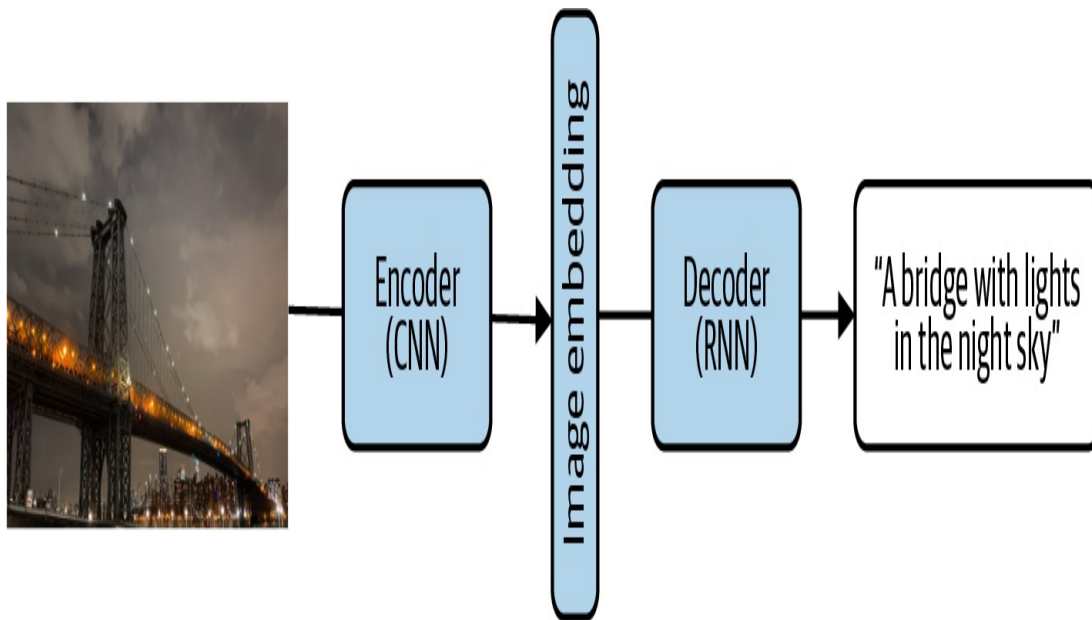 Encoder
(CNN)
Image embedding
Decoder
(RNN)
“A bridge with lights
in the night sky”